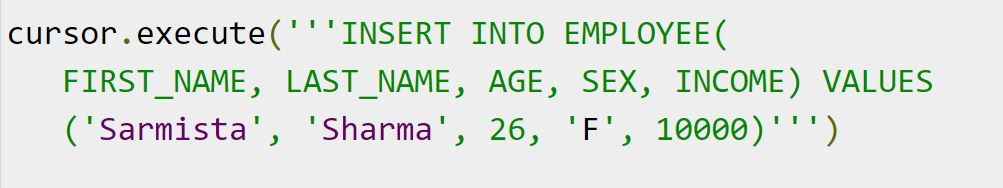 cursor.execute('''INSERT INTO EMPLOYEE(
FIRST_NAME, LAST_NAME, AGE, SEX, INCOME) VALUES
('Sarmista', 'Sharma', 26, 'F', 10000)''')